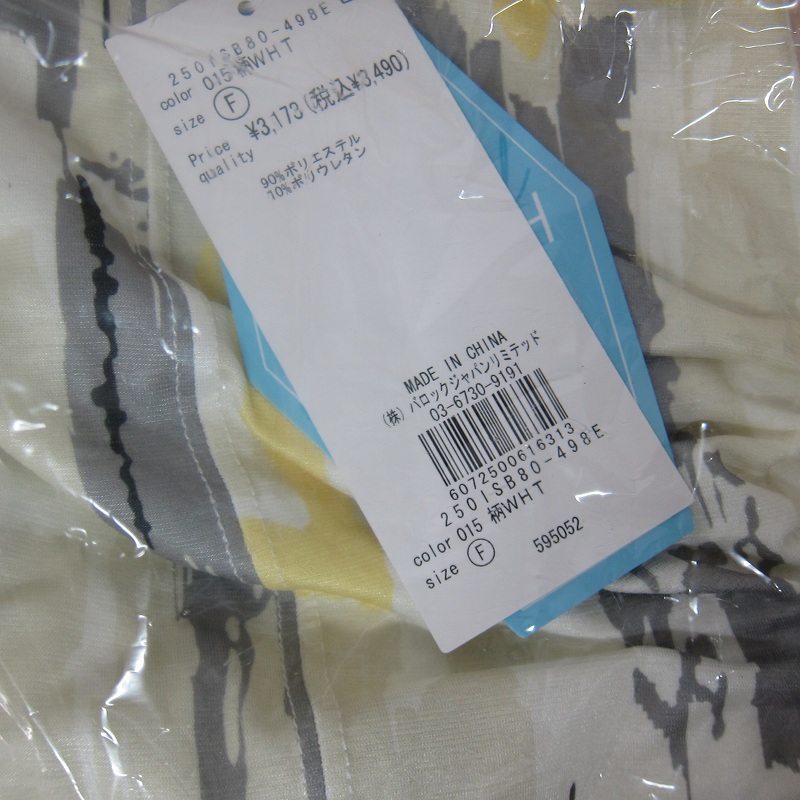 250ISB80-498E
color 015 柄WHT
size F
Price ¥3,173(税込¥3,490)
quality
90%ポリエステル
10%ポリウレタン
H
MADE IN CHINA
(株)バロックジャパンリミテッド
03-6730-9191
6072500616313
250ISB80-498E
color 015 柄WHT
size F 595052